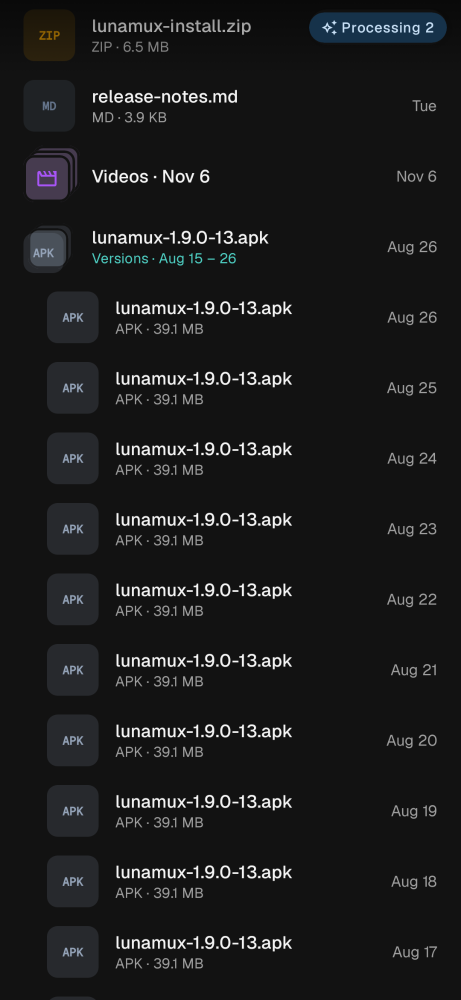 ZIP
lunamux-install.zip
ZIP · 6.5 MB
Processing 2
MD
release-notes.md
MD · 3.9 KB
Tue
Videos · Nov 6
Nov 6
APK
lunamux-1.9.0-13.apk
Versions · Aug 15 – 26
Aug 26
APK
lunamux-1.9.0-13.apk
APK · 39.1 MB
Aug 26
APK
lunamux-1.9.0-13.apk
APK · 39.1 MB
Aug 25
APK
lunamux-1.9.0-13.apk
APK · 39.1 MB
Aug 24
APK
lunamux-1.9.0-13.apk
APK · 39.1 MB
Aug 23
APK
lunamux-1.9.0-13.apk
APK · 39.1 MB
Aug 22
APK
lunamux-1.9.0-13.apk
APK · 39.1 MB
Aug 21
APK
lunamux-1.9.0-13.apk
APK · 39.1 MB
Aug 20
APK
lunamux-1.9.0-13.apk
APK · 39.1 MB
Aug 19
APK
lunamux-1.9.0-13.apk
APK · 39.1 MB
Aug 18
APK
lunamux-1.9.0-13.apk
APK · 39.1 MB
Aug 17